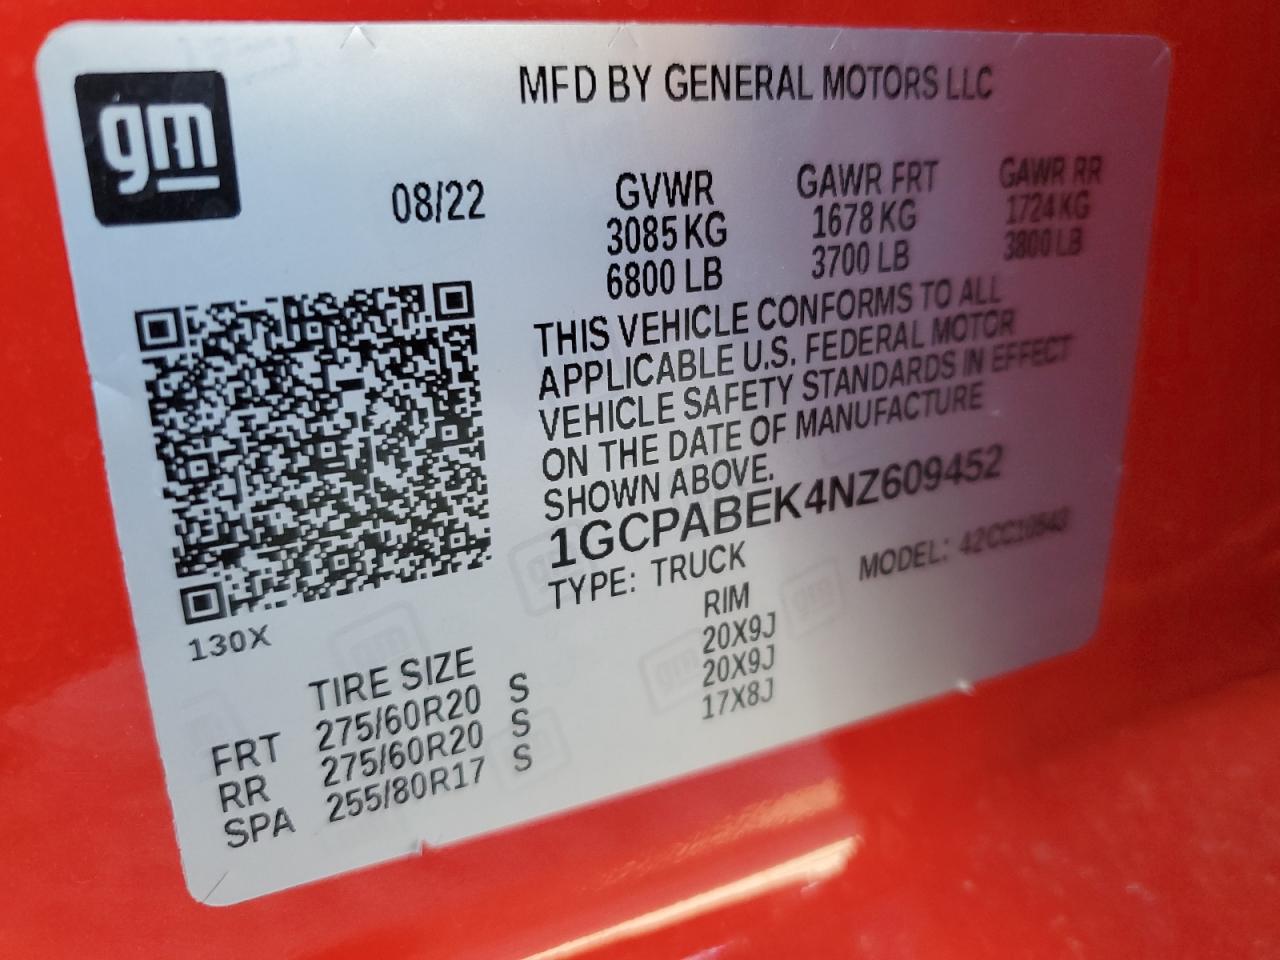 gm
MFD BY GENERAL MOTORS LLC
08/22
GVWR GAWR FRT GAWR RR
3085 KG 1678 KG 1724 KG
6800 LB 3700 LB 3800 LB
THIS VEHICLE CONFORMS TO ALL
APPLICABLE U.S. FEDERAL MOTOR
VEHICLE SAFETY STANDARDS IN EFFECT
ON THE DATE OF MANUFACTURE
SHOWN ABOVE.
1GCPABEK4NZ609452
TYPE: TRUCK MODEL:
130X
TIRE SIZE RIM
FRT 275/60R20 S 20X9J
RR 275/60R20 S 20X9J
SPA 255/80R17 S 17X8J